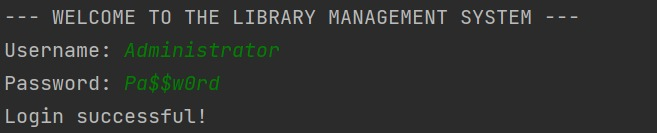 --- WELCOME TO THE LIBRARY MANAGEMENT SYSTEM ---
Username: Administrator
Password: Pa$$w0rd
Login successful!